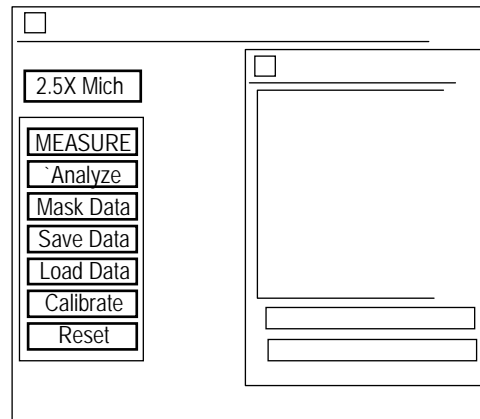 2.5X Mich
MEASURE
`Analyze
Mask Data
Save Data
Load Data
Calibrate
Reset